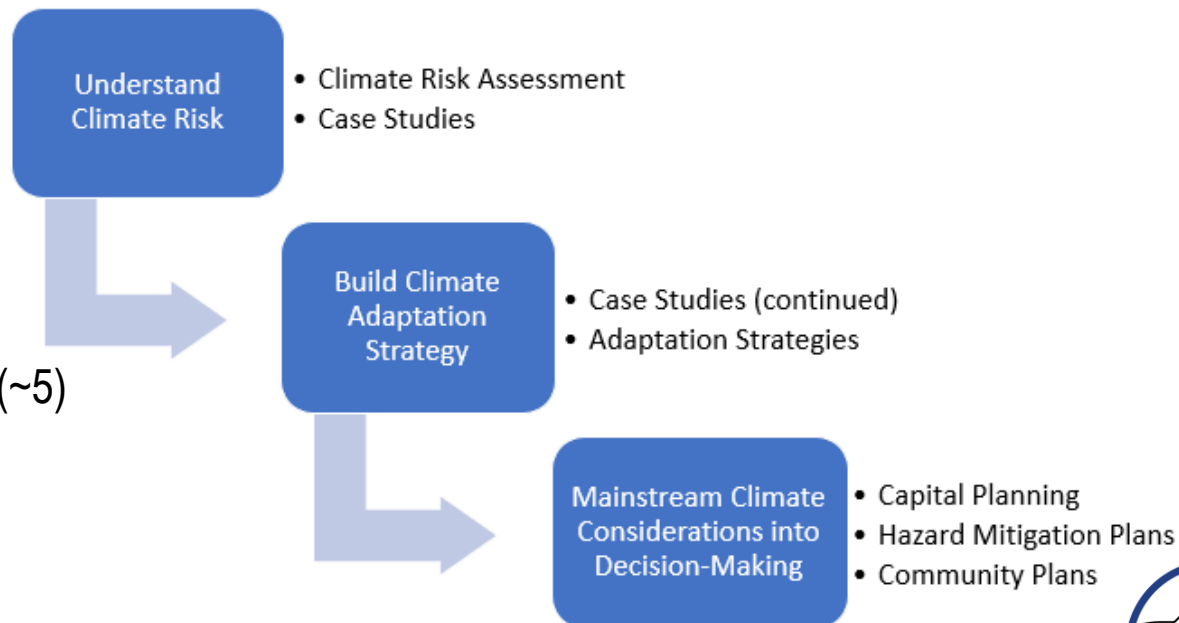 Understand
Climate Risk
• Climate Risk Assessment
• Case Studies
Build Climate
Adaptation
Strategy
• Case Studies (continued)
• Adaptation Strategies
(~5)
Mainstream Climate
Considerations into
Decision-Making
• Capital Planning
• Hazard Mitigation Plans
• Community Plans